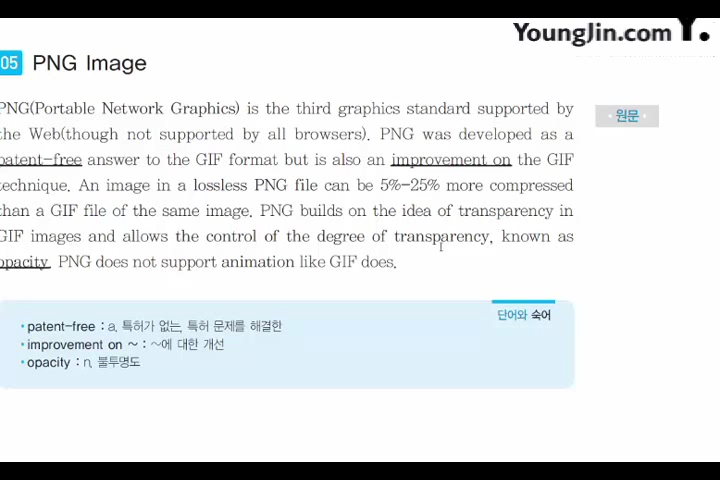 YoungJin.com Y.
05 PNG Image
PNG(Portable Network Graphics) is the third graphics standard supported by
the Web(though not supported by all browsers). PNG was developed as a
patent-free answer to the GIF format but is also an improvement on the GIF
technique. An image in a lossless PNG file can be 5%-25% more compressed
than a GIF file of the same image. PNG builds on the idea of transparency in
GIF images and allows the control of the degree of transparency, known as
opacity. PNG does not support animation like GIF does.
• 원문 •
단어와 숙어
• patent-free : a. 특허가 없는, 특허 문제를 해결한
• improvement on ~ : ~에 대한 개선
• opacity : n. 불투명도